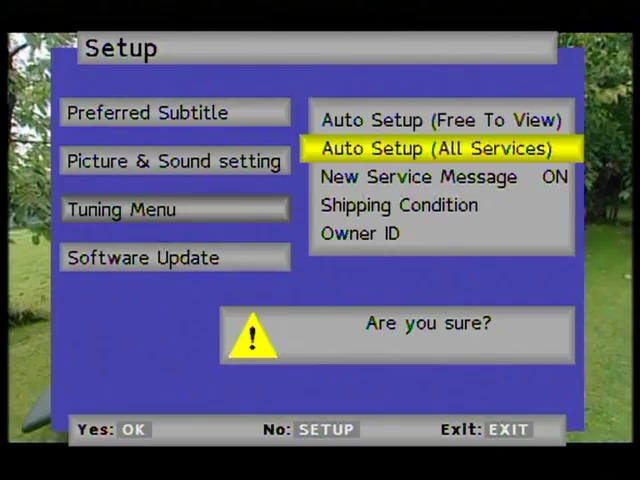 Setup
Preferred Subtitle
Picture & Sound setting
Tuning Menu
Software Update
Auto Setup (Free To View)
Auto Setup (All Services)
New Service Message ON
Shipping Condition
Owner ID
! Are you sure?
Yes: OK No: SETUP Exit: EXIT